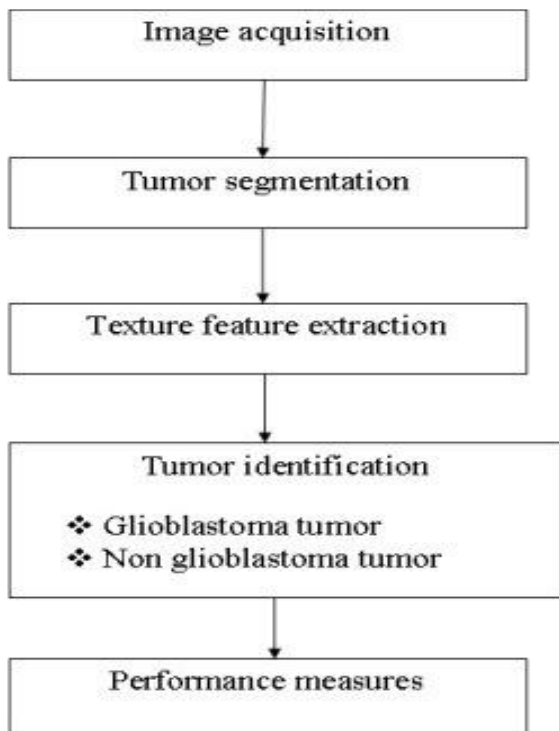 Image acquisition
Tumor segmentation
Texture feature extraction
Tumor identification
❖ Glioblastoma tumor
❖ Non glioblastoma tumor
Performance measures